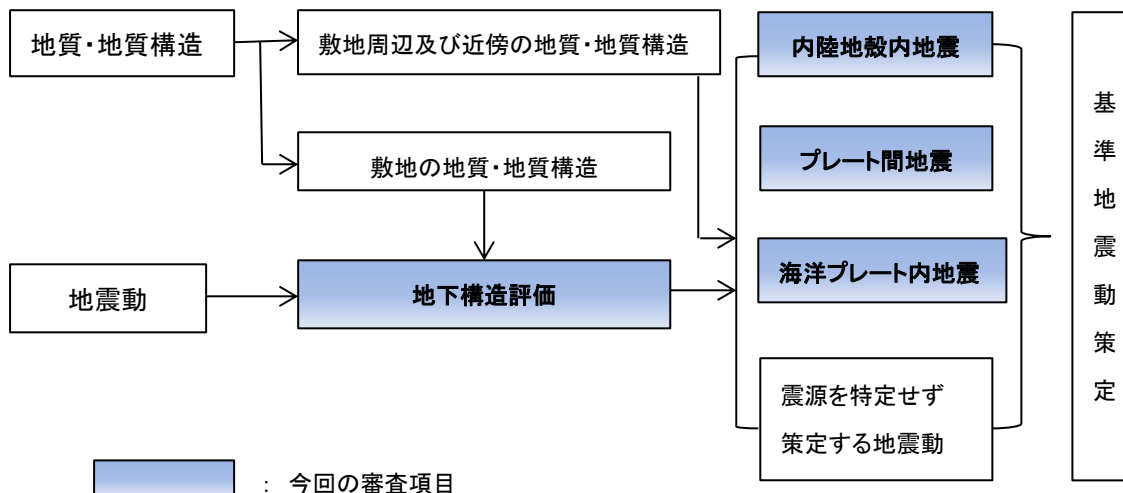 地質・地質構造
敷地周辺及び近傍の地質・地質構造
敷地の地質・地質構造
地震動
地下構造評価
内陸地殻内地震
プレート間地震
海洋プレート内地震
震源を特定せず
策定する地震動
基準地震動策定
： 今回の審査項目